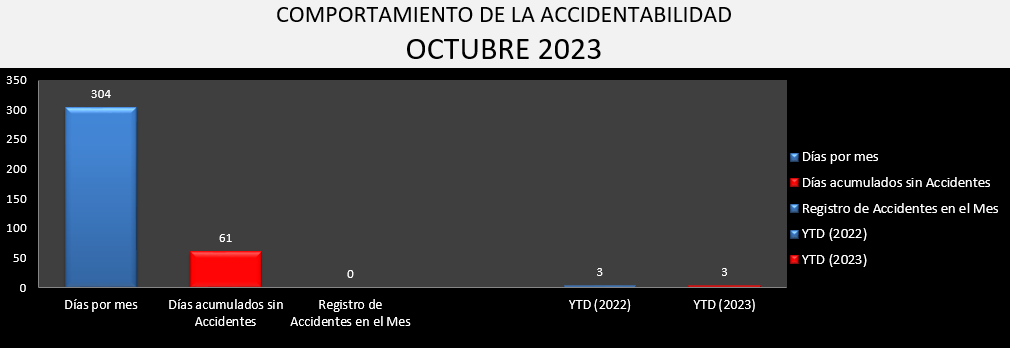 COMPORTAMIENTO DE LA ACCIDENTABILIDAD
OCTUBRE 2023
350
300
250
200
150
100
50
0
304
61
0
3
3
Días por mes
Días acumulados sin
Accidentes
Registro de
Accidentes en el Mes
YTD (2022)
YTD (2023)
Días por mes
Días acumulados sin Accidentes
Registro de Accidentes en el Mes
YTD (2022)
YTD (2023)